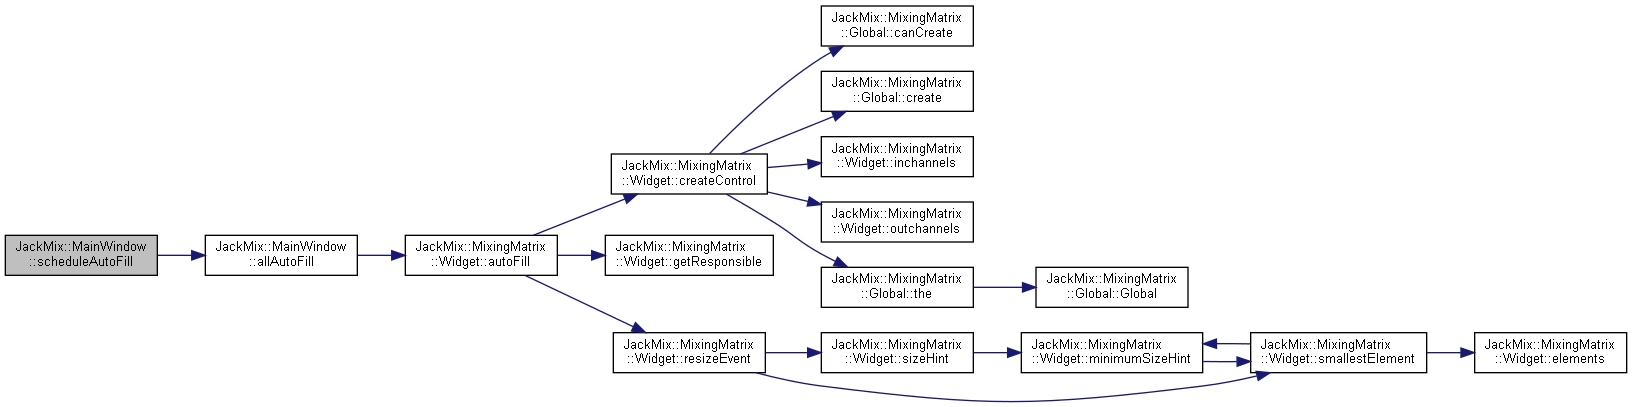 JackMix::MainWindow
::scheduleAutoFill
JackMix::MainWindow
::allAutoFill
JackMix::MixingMatrix
::Widget::autoFill
JackMix::MixingMatrix
::Widget::createControl
JackMix::MixingMatrix
::Global::canCreate
JackMix::MixingMatrix
::Global::create
JackMix::MixingMatrix
::Widget::inchannels
JackMix::MixingMatrix
::Widget::outchannels
JackMix::MixingMatrix
::Global::the
JackMix::MixingMatrix
::Global::Global
JackMix::MixingMatrix
::Widget::getResponsible
JackMix::MixingMatrix
::Widget::resizeEvent
JackMix::MixingMatrix
::Widget::sizeHint
JackMix::MixingMatrix
::Widget::minimumSizeHint
JackMix::MixingMatrix
::Widget::smallestElement
JackMix::MixingMatrix
::Widget::elements